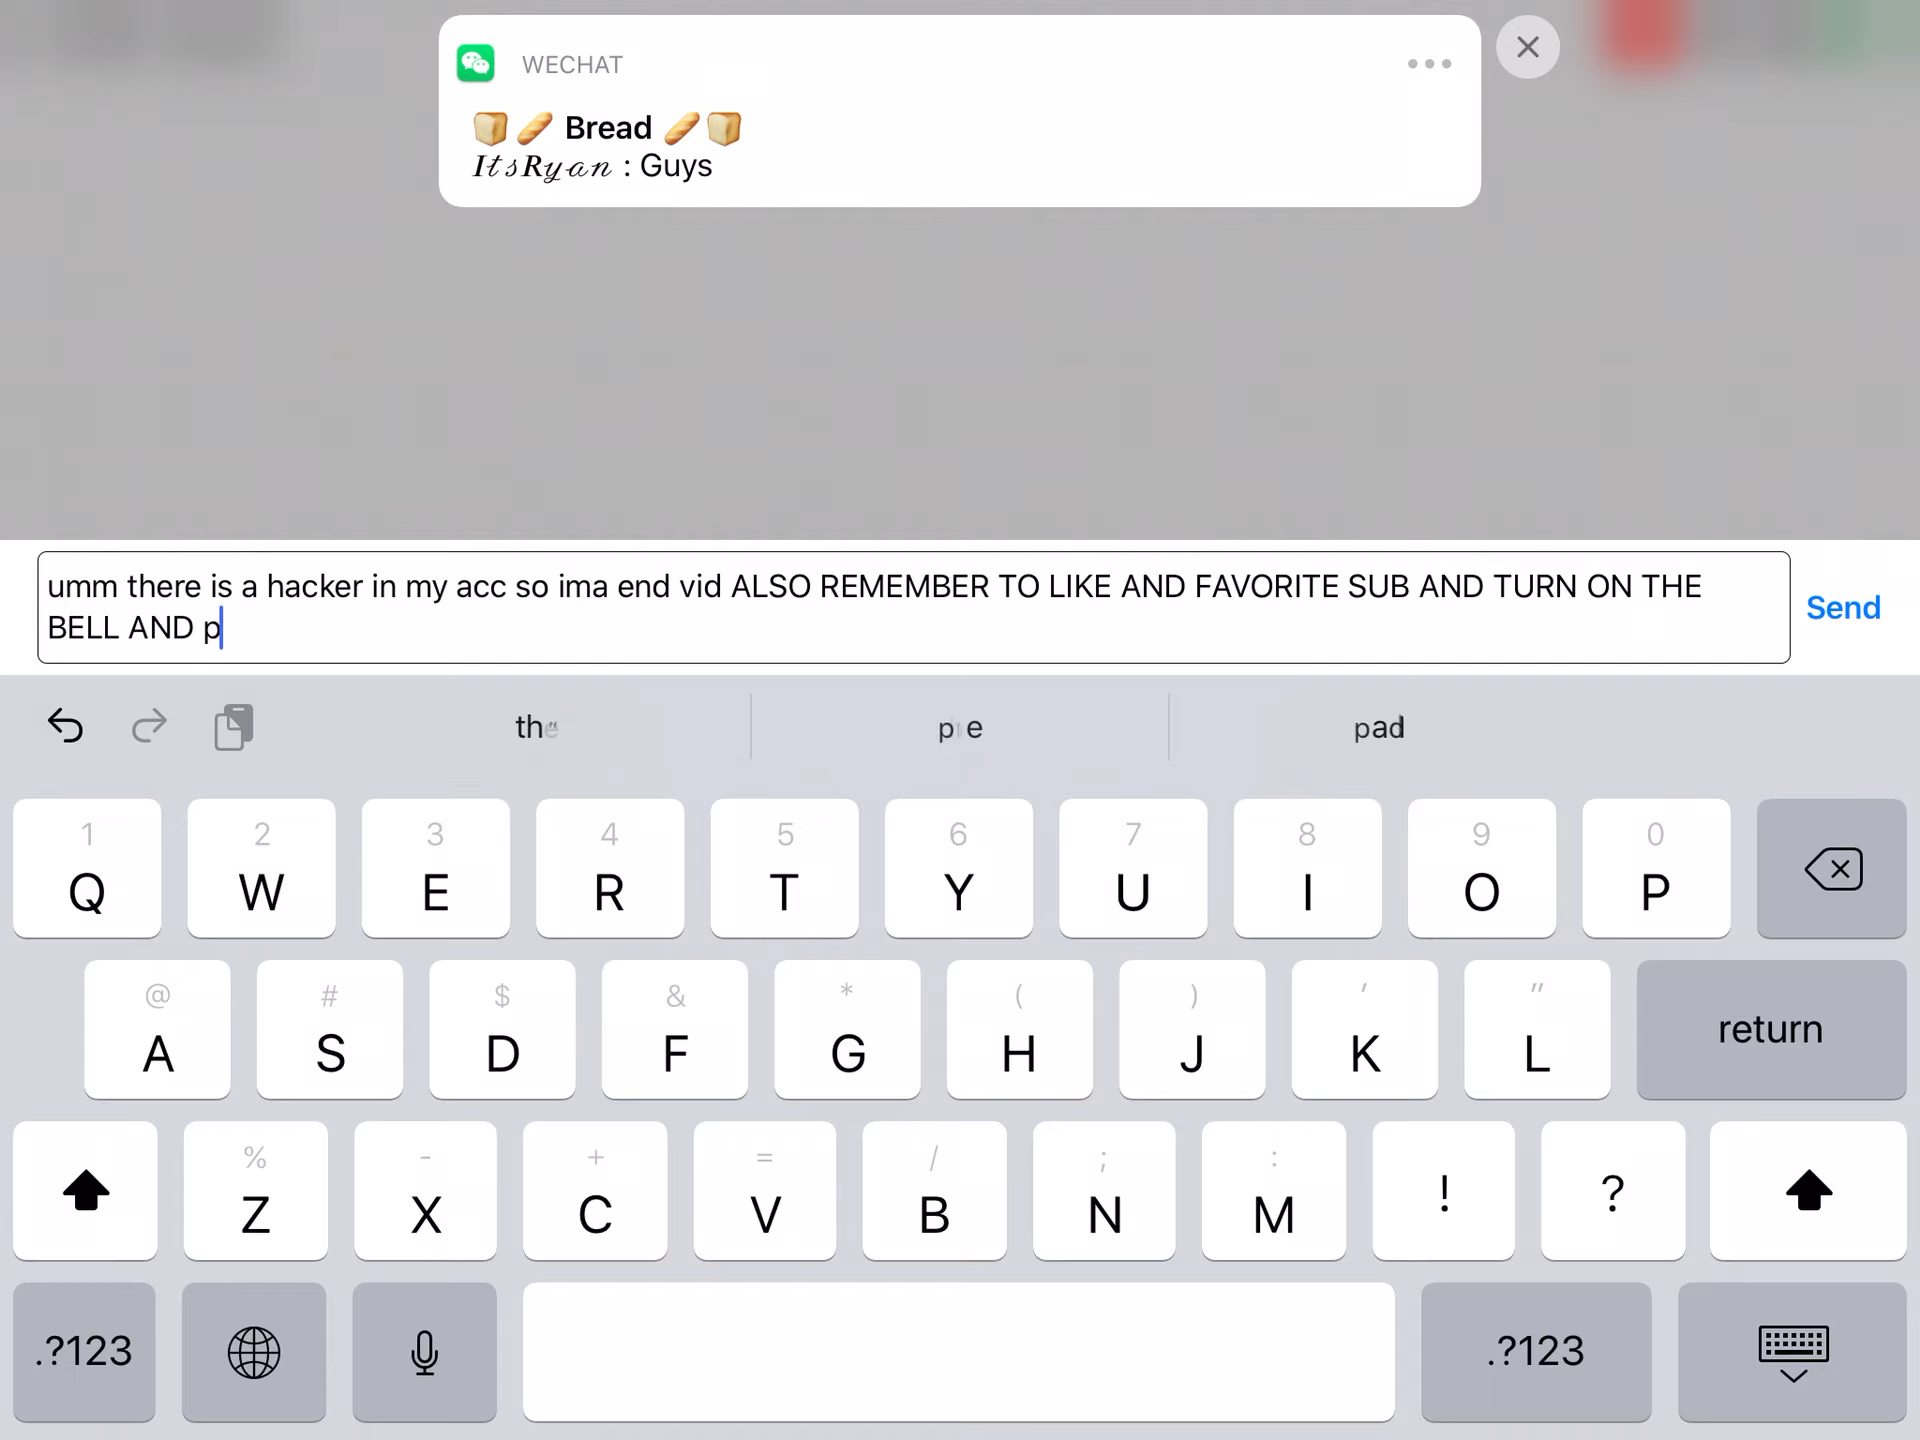 WECHAT
🍞🥖 Bread 🥖🍞
ItsRyan : Guys
umm there is a hacker in my acc so ima end vid ALSO REMEMBER TO LIKE AND FAVORITE SUB AND TURN ON THE
BELL AND p
Send
pad
1 2 3 4 5 6 7 8 9 0
Q W E R T Y U I O P
@ # $ & * ( ) ' "
A S D F G H J K L return
% - + = / ; :
Z X C V B N M ! ?
.?123 .?123